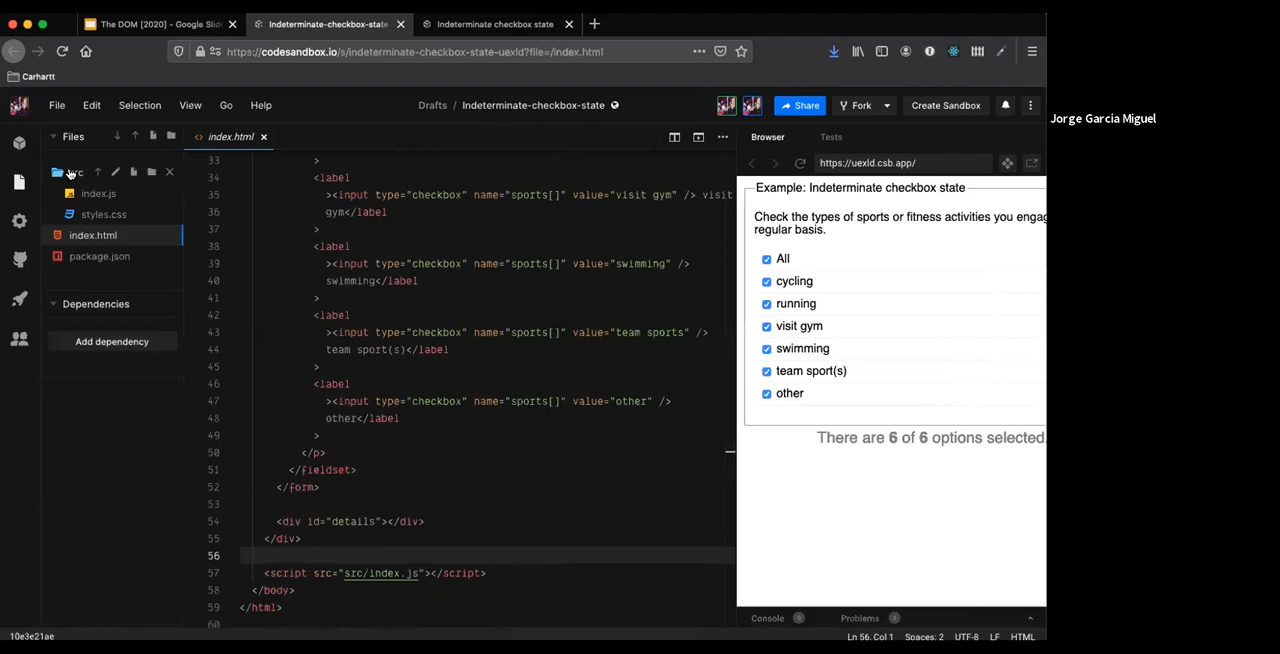 The DOM [2020] - Google Slid
Indeterminate-checkbox-state-
Indeterminate checkbox state
https://codesandbox.io/s/indeterminate-checkbox-state-uexld?file=/index.html
Carhartt
File Edit Selection View Go Help
Drafts / Indeterminate-checkbox-state
Share Fork Create Sandbox
Jorge Garcia Miguel
Files
index.html
src
index.js
styles.css
index.html
package.json
Dependencies
Add dependency
33 >
34 <label
35 ><input type="checkbox" name="sports[]" value="visit gym" /> visit
36 gym</label
37 >
38 <label
39 ><input type="checkbox" name="sports[]" value="swimming" />
40 swimming</label
41 >
42 <label
43 ><input type="checkbox" name="sports[]" value="team sports" />
44 team sport(s)</label
45 >
46 <label
47 ><input type="checkbox" name="sports[]" value="other" />
48 other</label
49 >
50 </p>
51 </fieldset>
52 </form>
53
54 <div id="details"></div>
55 </div>
56
57 <script src="src/index.js"></script>
58 </body>
59 </html>
60
Browser Tests
https://uexld.csb.app/
Example: Indeterminate checkbox state
Check the types of sports or fitness activities you engag
regular basis.
All
cycling
running
visit gym
swimming
team sport(s)
other
There are 6 of 6 options selected
Console 0 Problems 0
10e3e21ae
Ln 56, Col 1 Spaces: 2 UTF-8 LF HTML